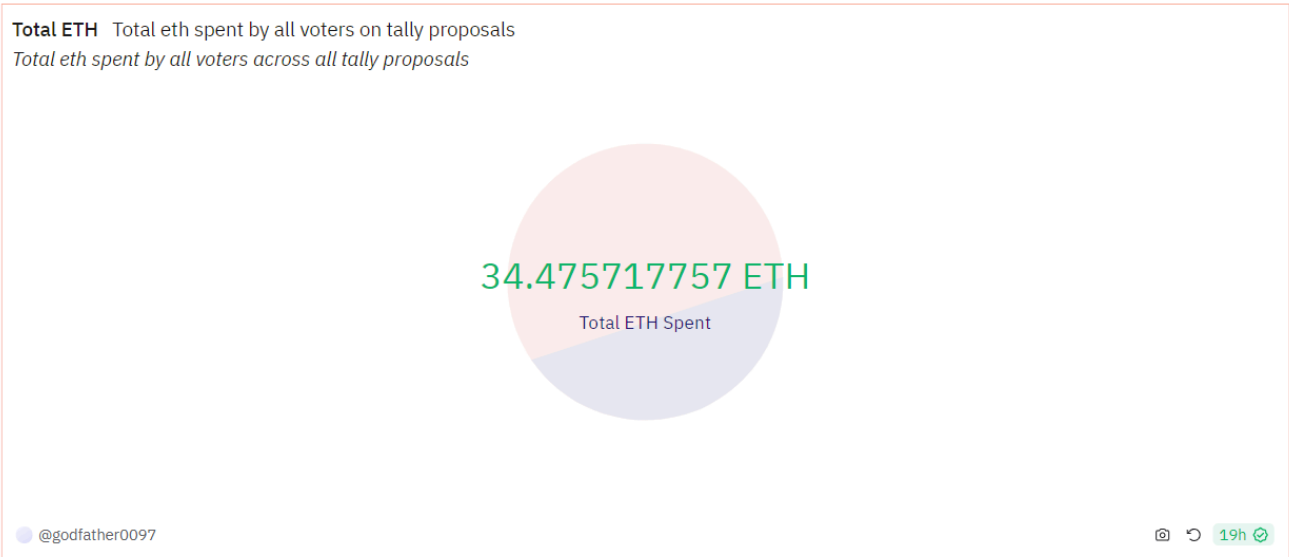 Total ETH Total eth spent by all voters on tally proposals
Total eth spent by all voters across all tally proposals
34.475717757 ETH
Total ETH Spent
@godfather0097
19h